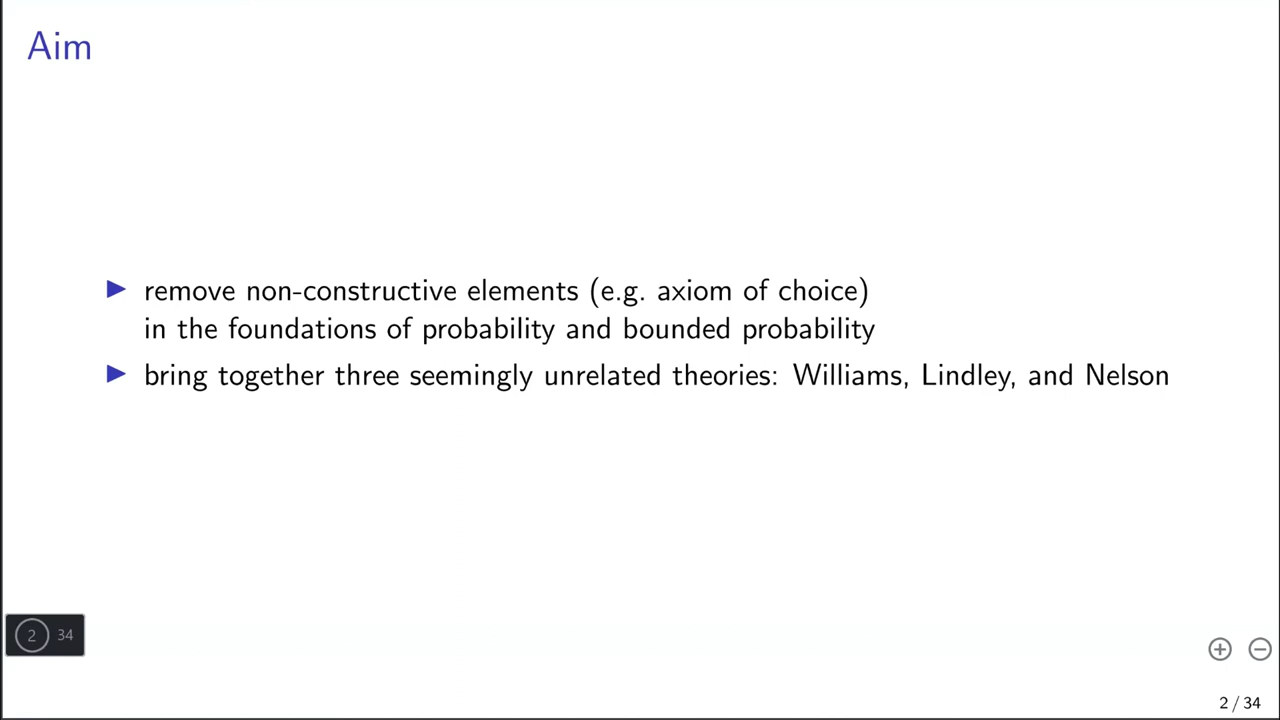 Aim
▶ remove non-constructive elements (e.g. axiom of choice)
in the foundations of probability and bounded probability
▶ bring together three seemingly unrelated theories: Williams, Lindley, and Nelson
2 34
2 / 34